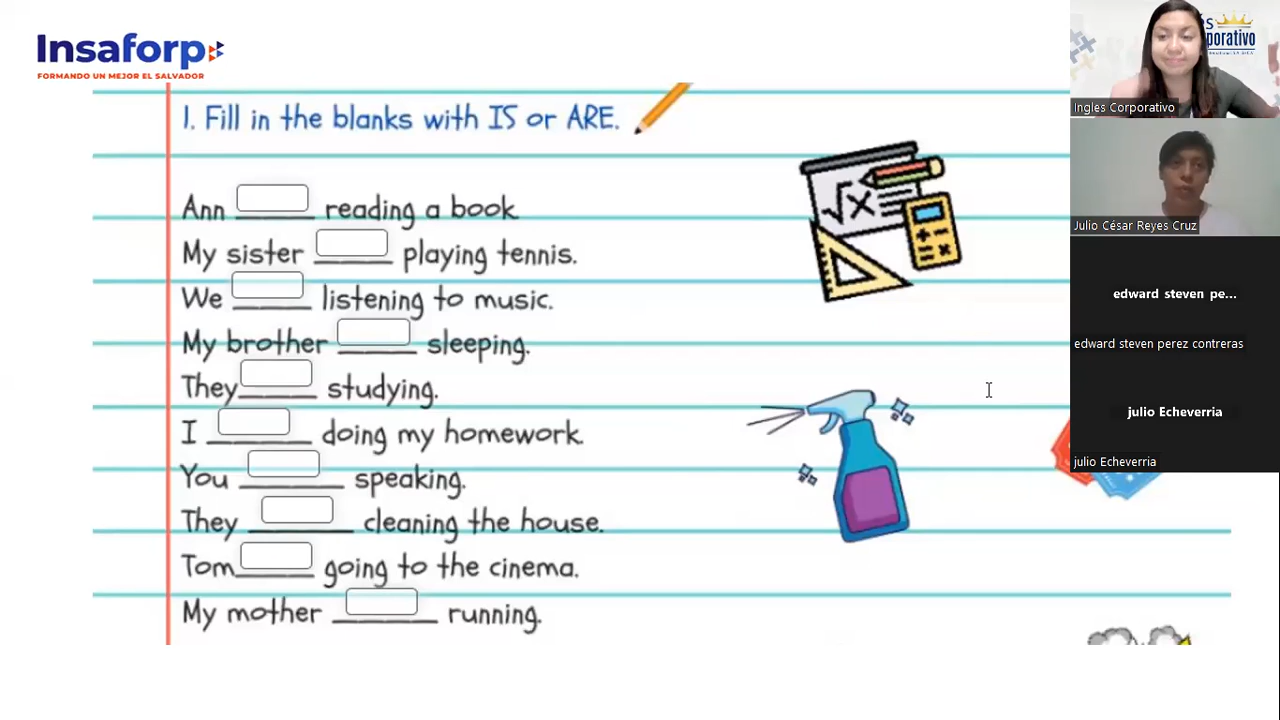 Insaforp
FORMANDO UN MEJOR EL SALVADOR
1. Fill in the blanks with IS or ARE.
Ann ______ reading a book.
My sister ______ playing tennis.
We ______ listening to music.
My brother ______ sleeping.
They ______ studying.
I ______ doing my homework.
You ______ speaking.
They ______ cleaning the house.
Tom ______ going to the cinema.
My mother ______ running.
√x
porativo
Ingles Corporativo
Julio César Reyes Cruz
edward steven pe...
edward steven perez contreras
julio Echeverria
julio Echeverria